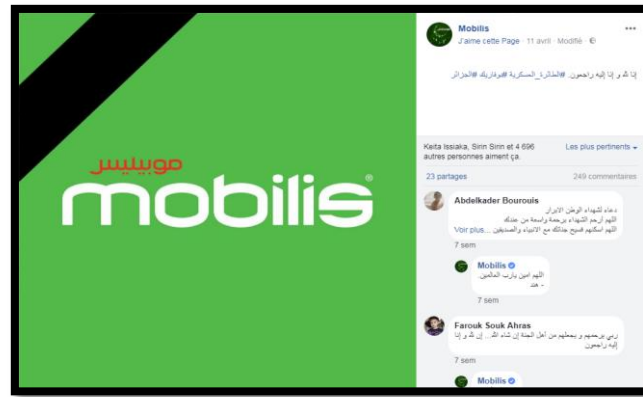 موبيليس
mobilis®
Mobilis
J'aime cette Page · 11 avril · Modifié ·
إنا لله و إنا إليه راجعون. #الطائرة_العسكرية #بوفاريك #الجزائر
Keita Issiaka, Sirin Sirin et 4 696
autres personnes aiment ça.
Les plus pertinents
23 partages
249 commentaires
Abdelkader Bourouis
دعاء لشهداء الوطن الابرار
اللهم أرحم الشهداء برحمة واسعة من عندك
اللهم اسكنهم فسيح جناتك مع الانبياء والصديقين ... Voir plus
7 sem
Mobilis
اللهم امين يارب العالمين.
- هند
7 sem
Farouk Souk Ahras
ربي يرحمهم و يجعلهم من أهل الجنة إن شاء الله... إن لله و إنا
إليه راجعون
7 sem
Mobilis